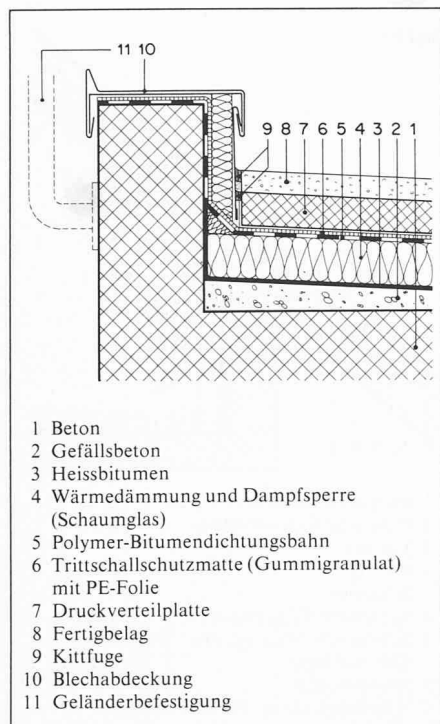 11 10
9 8 7 6 5 4 3 2 1
1 Beton
2 Gefällsbeton
3 Heissbitumen
4 Wärmedämmung und Dampfsperre
(Schaumglas)
5 Polymer-Bitumendichtungsbahn
6 Trittschallschutzmatte (Gummigranulat)
mit PE-Folie
7 Druckverteilplatte
8 Fertigbelag
9 Kittfuge
10 Blechabdeckung
11 Geländerbefestigung